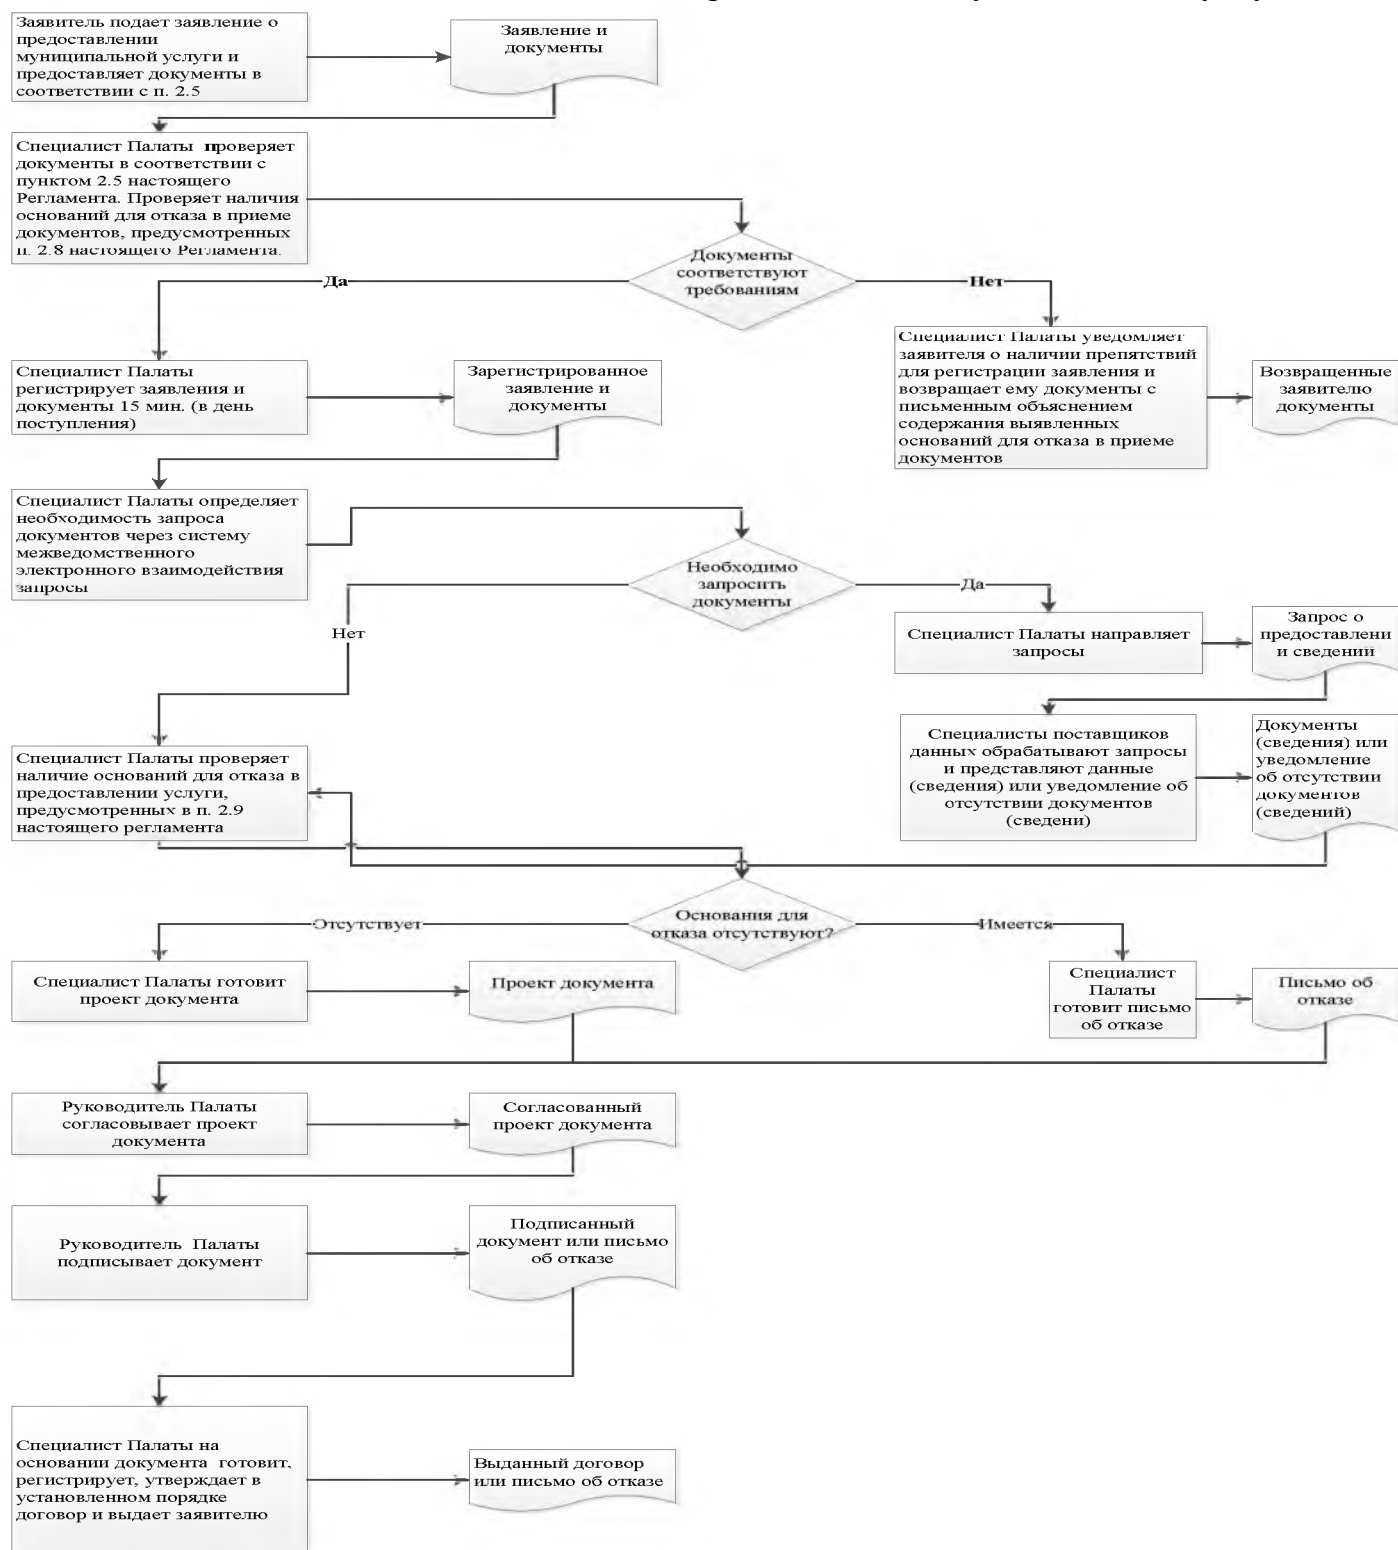 Заявитель подает заявление о
предоставлении
муниципальной услуги и
предоставляет документы в
соответствии с п. 2.5
Заявление и
документы
Специалист Палаты проверяет
документы в соответствии с
пунктом 2.5 настоящего
Регламента. Проверяет наличия
оснований для отказа в приеме
документов, предусмотренных
п. 2.8 настоящего Регламента.
Документы
соответствуют
требованиям
Да
Нет
Специалист Палаты
регистрирует заявления и
документы 15 мин. (в день
поступления)
Зарегистрированное
заявление и
документы
Специалист Палаты уведомляет
заявителя о наличии препятствий
для регистрации заявления и
возвращает ему документы с
письменным объяснением
содержания выявленных
оснований для отказа в приеме
документов
Возвращенные
заявителю
документы
Специалист Палаты определяет
необходимость запроса
документов через систему
межведомственного
электронного взаимодействия
запросы
Необходимо
запросить
документы
Да
Нет
Специалист Палаты направляет
запросы
Запрос о
предоставлени
и сведений
Специалисты поставщиков
данных обрабатывают запросы
и представляют данные
(сведения) или уведомление об
отсутствии документов
(сведени)
Документы
(сведения) или
уведомление
об отсутствии
документов
(сведений)
Специалист Палаты проверяет
наличие оснований для отказа в
предоставлении услуги,
предусмотренных в п. 2.9
настоящего регламента
Основания для
отказа отсутствуют?
Отсутствует
Имеется
Специалист Палаты готовит
проект документа
Проект документа
Специалист
Палаты
готовит письмо
об отказе
Письмо об
отказе
Руководитель Палаты
согласовывает проект
документа
Согласованный
проект документа
Руководитель Палаты
подписывает документ
Подписанный
документ или письмо
об отказе
Специалист Палаты на
основании документа готовит,
регистрирует, утверждает в
установленном порядке
договор и выдает заявителю
Выданный договор
или письмо об отказе